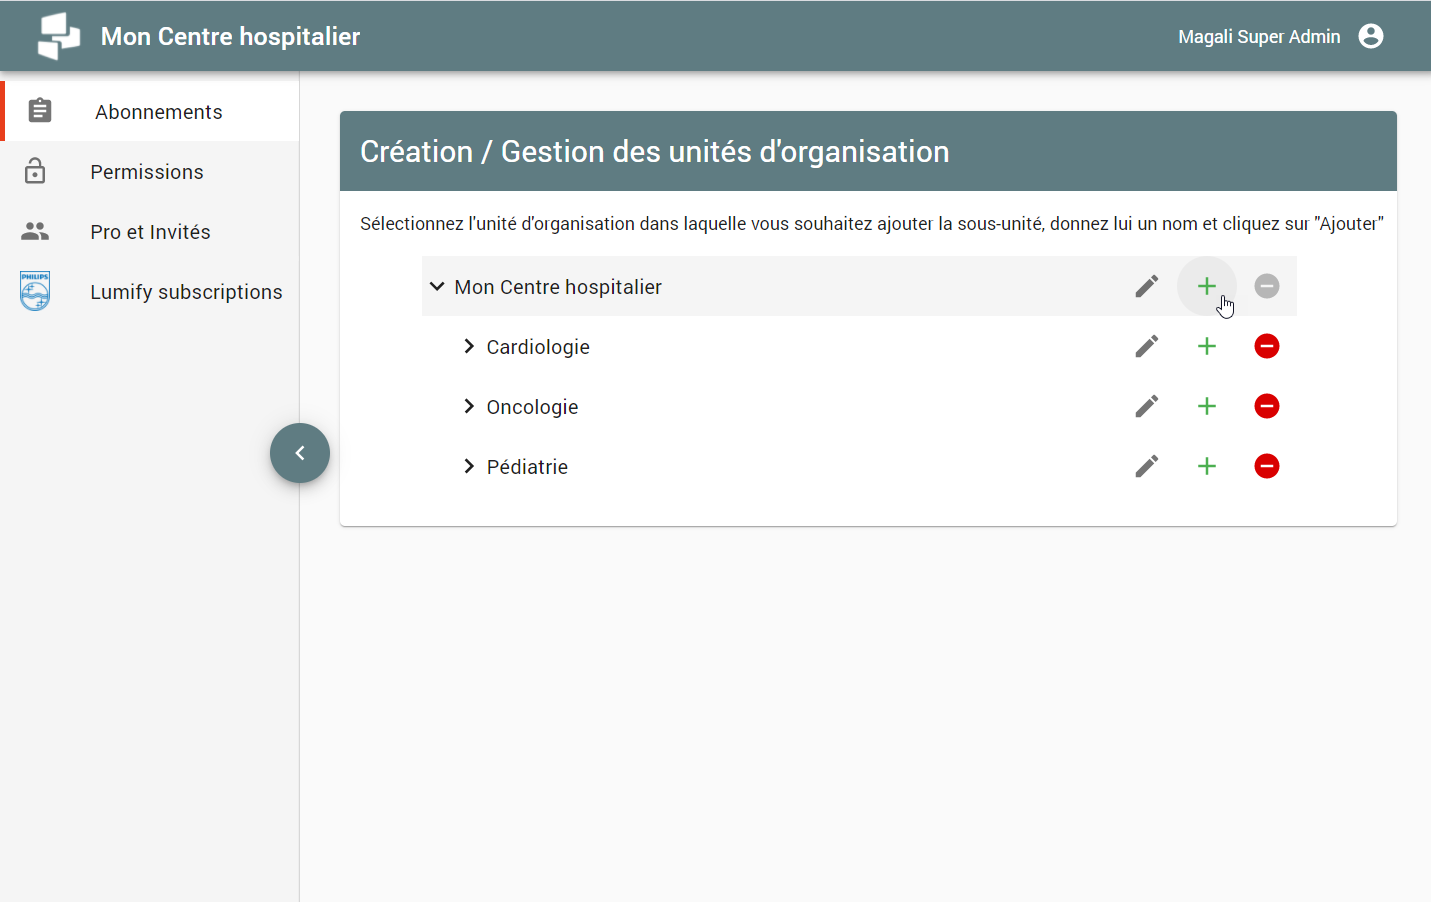 Mon Centre hospitalier
Magali Super Admin
Abonnements
Permissions
Pro et Invités
PHILIPS
Lumify subscriptions
Création / Gestion des unités d'organisation
Sélectionnez l'unité d'organisation dans laquelle vous souhaitez ajouter la sous-unité, donnez lui un nom et cliquez sur "Ajouter"
Mon Centre hospitalier
Cardiologie
Oncologie
Pédiatrie